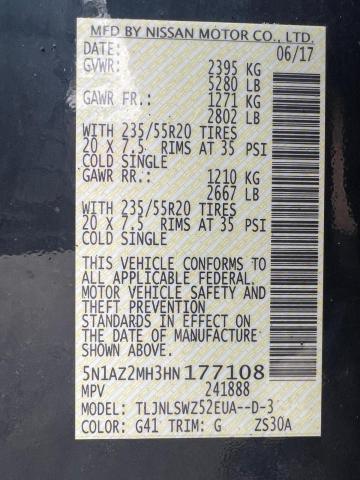 MFD BY NISSAN MOTOR CO., LTD.
DATE: 06/17
GVWR: 2395 KG
5280 LB
GAWR FR.: 1271 KG
2802 LB
WITH 235/55R20 TIRES
20 X 7.5 RIMS AT 35 PSI
COLD SINGLE
GAWR RR.: 1210 KG
2667 LB
WITH 235/55R20 TIRES
20 X 7.5 RIMS AT 35 PSI
COLD SINGLE
THIS VEHICLE CONFORMS TO
ALL APPLICABLE FEDERAL
MOTOR VEHICLE SAFETY AND
THEFT PREVENTION
STANDARDS IN EFFECT ON
THE DATE OF MANUFACTURE
SHOWN ABOVE.
5N1AZ2MH3HN177108
MPV 241888
MODEL: TLJNLSWZ52EUA--D-3
COLOR: G41 TRIM: G ZS30A